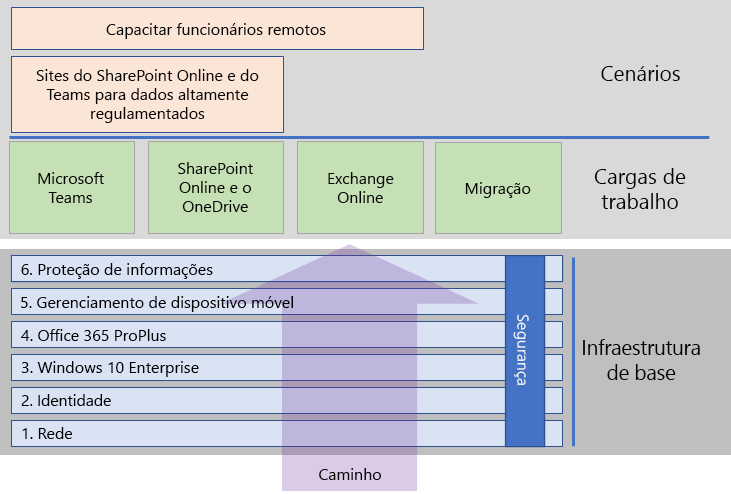 Capacitar funcionários remotos
Sites do SharePoint Online e do
Teams para dados altamente
regulamentados
Cenários
Microsoft
Teams
SharePoint
Online e o
OneDrive
Exchange
Online
Migração
Cargas de
trabalho
6. Proteção de informações
5. Gerenciamento de dispositivo móvel
4. Office 365 ProPlus
3. Windows 10 Enterprise
2. Identidade
1. Rede
Segurança
Infraestrutura
de base
Caminho